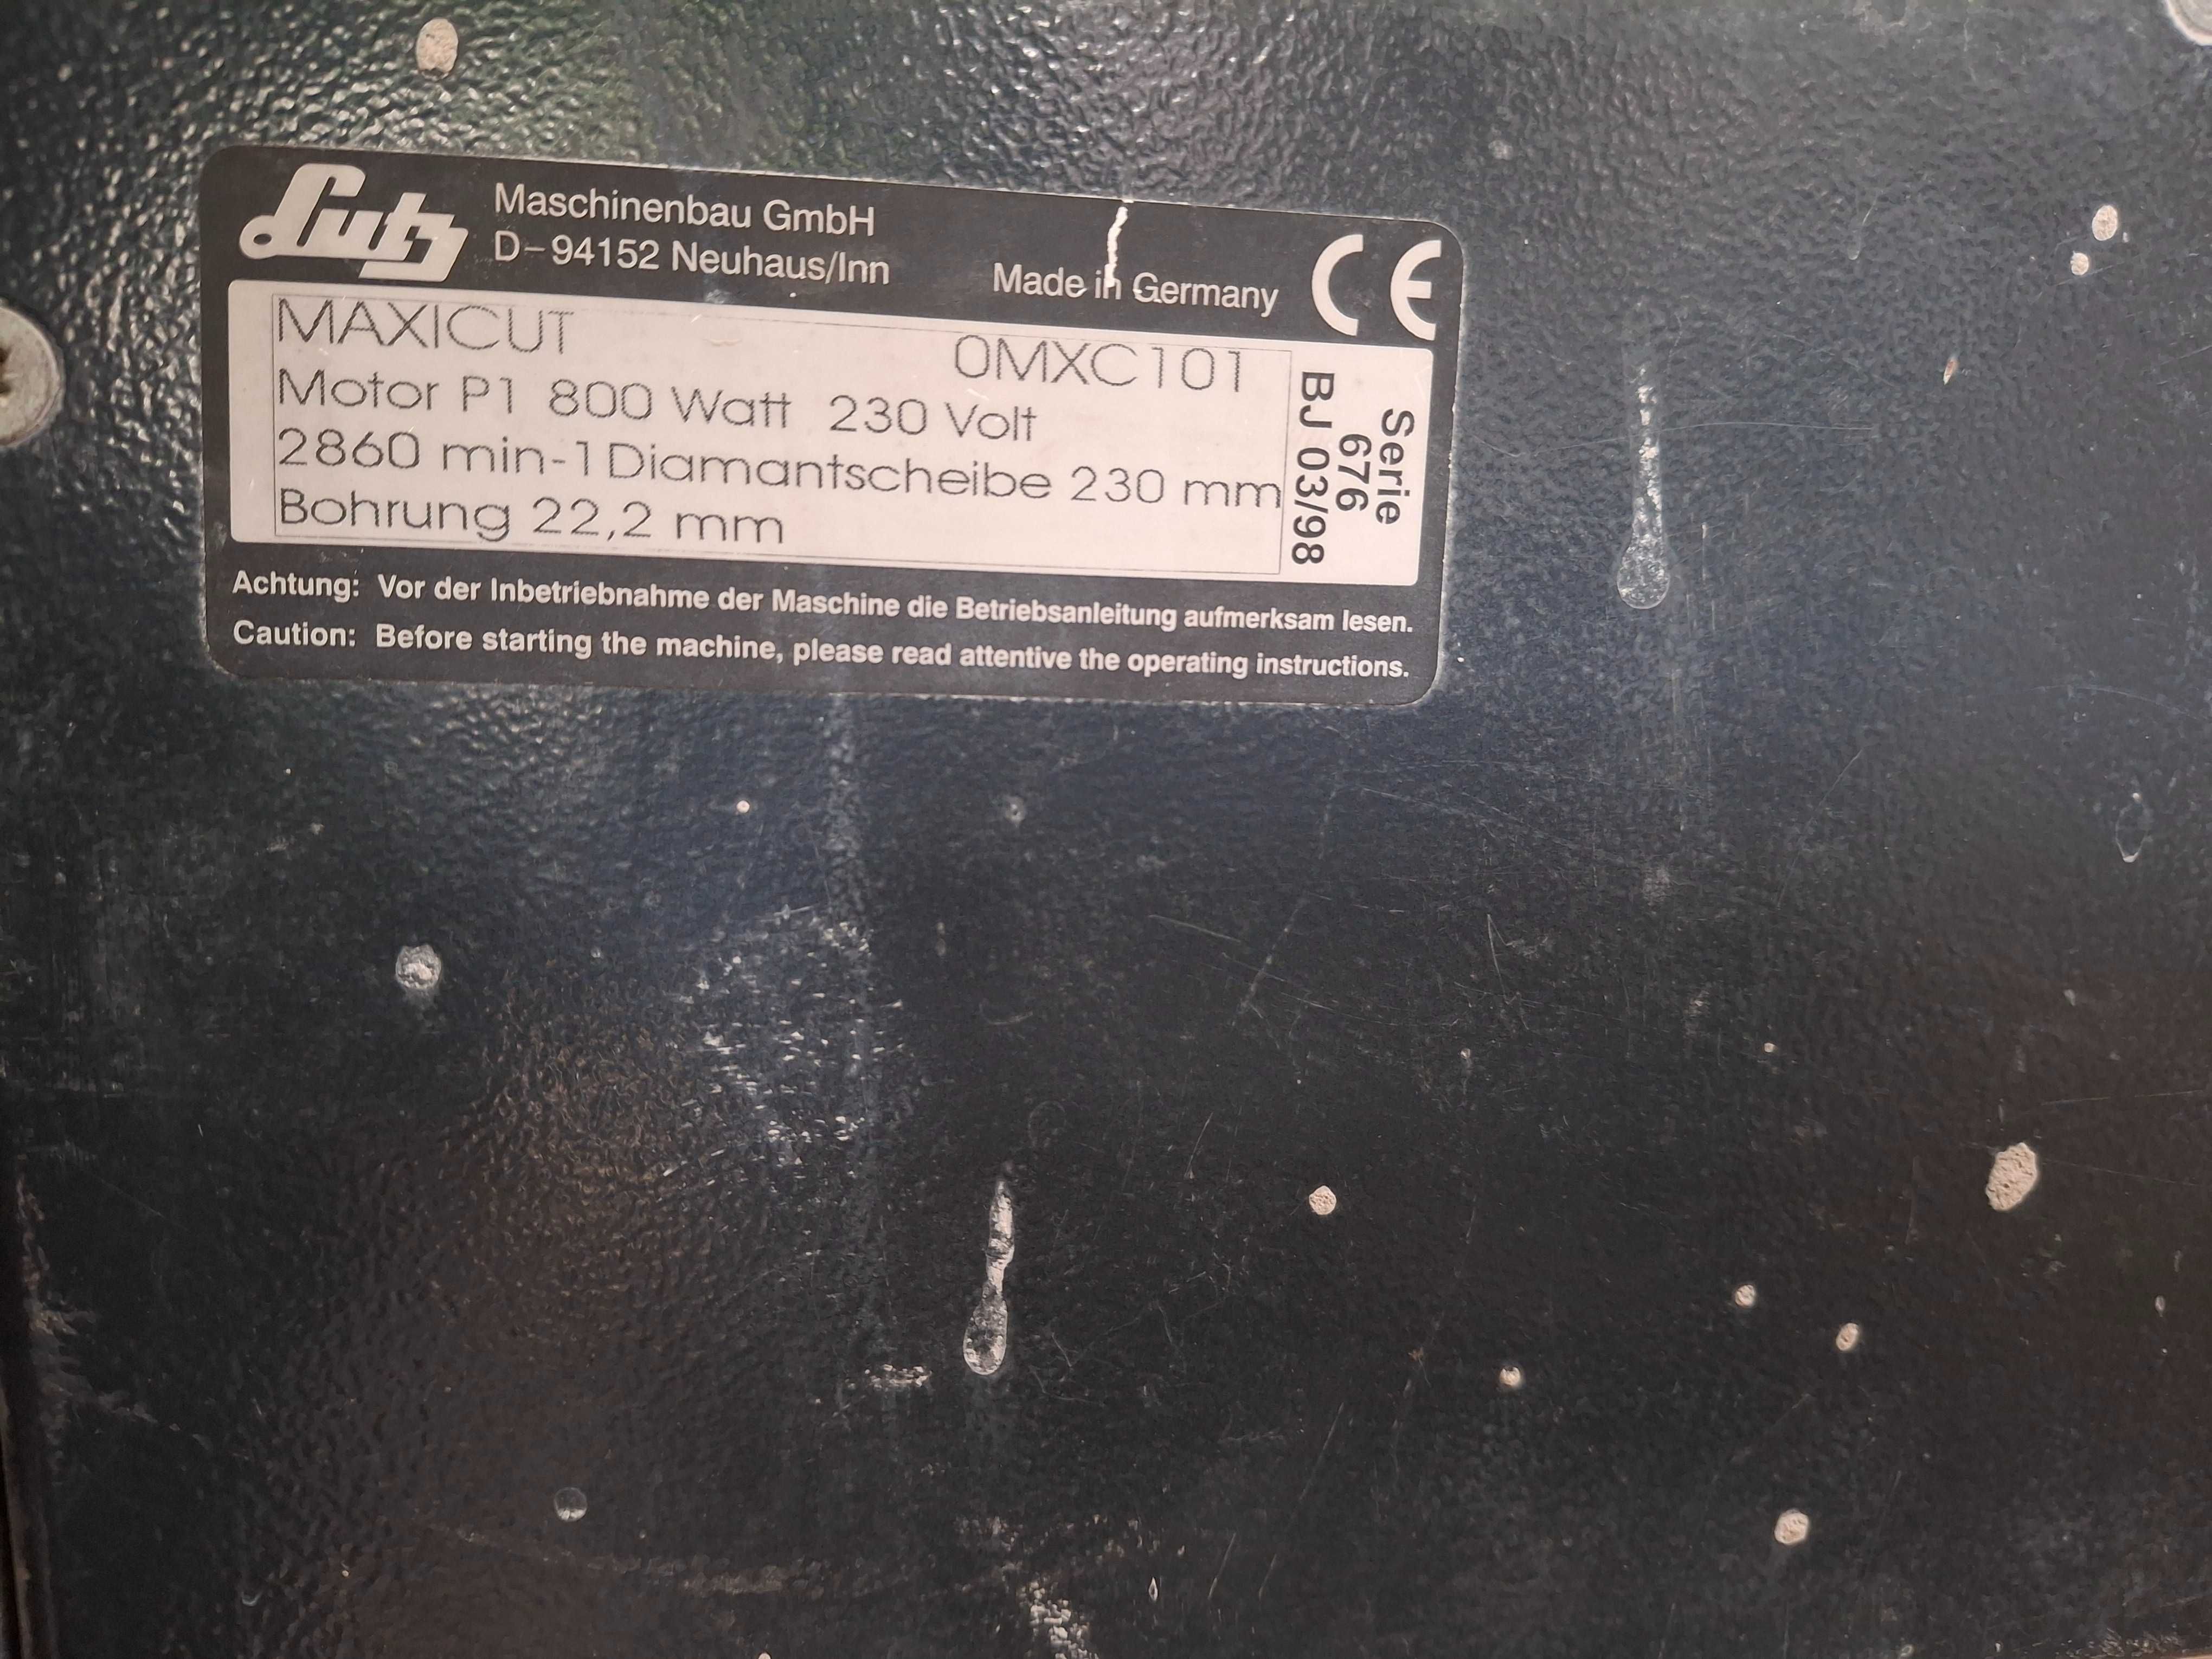 Lutz
Maschinenbau GmbH
D-94152 Neuhaus/Inn
Made in Germany
CE
MAXICUT 0MXC101
Motor P1 800 Watt 230 Volt
2860 min-1 Diamantscheibe 230 mm
Bohrung 22,2 mm
Serie
676
BJ 03/98
Achtung: Vor der Inbetriebnahme der Maschine die Betriebsanleitung aufmerksam lesen.
Caution: Before starting the machine, please read attentive the operating instructions.